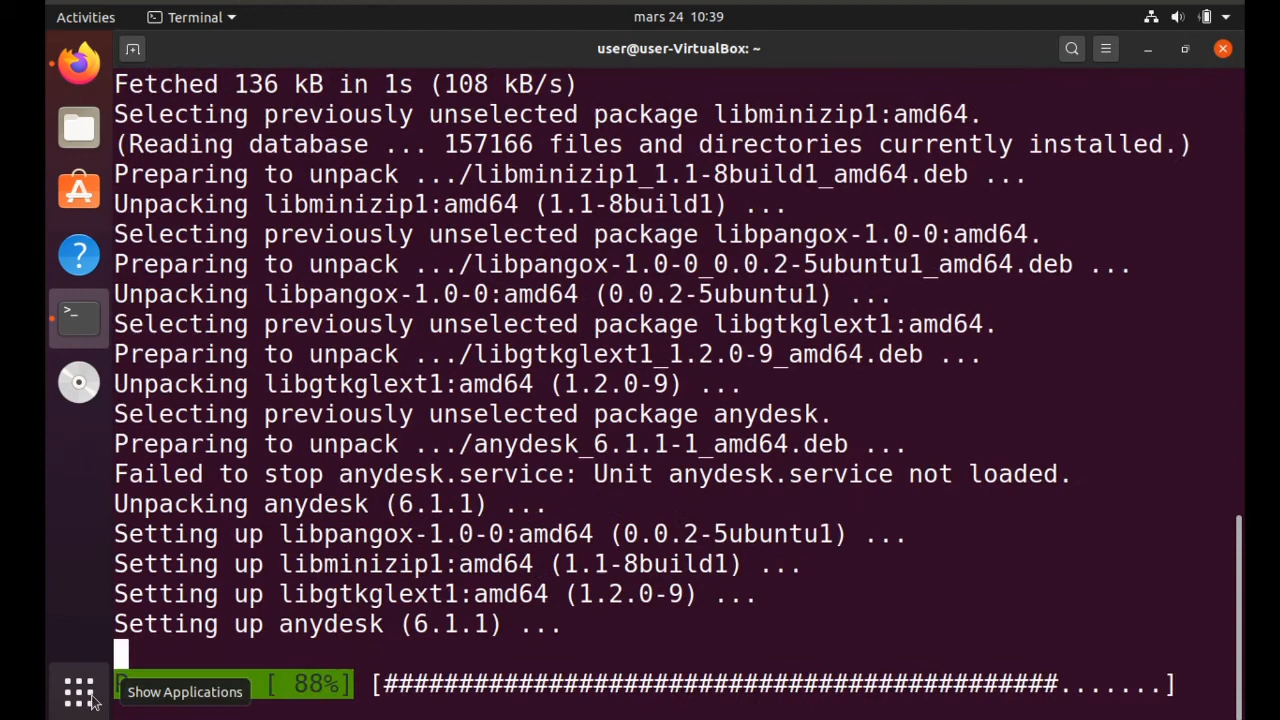 Activities
Terminal
mars 24 10:39
user@user-VirtualBox: ~
Fetched 136 kB in 1s (108 kB/s)
Selecting previously unselected package libminizip1:amd64.
(Reading database ... 157166 files and directories currently installed.)
Preparing to unpack .../libminizip1_1.1-8build1_amd64.deb ...
Unpacking libminizip1:amd64 (1.1-8build1) ...
Selecting previously unselected package libpangox-1.0-0:amd64.
Preparing to unpack .../libpangox-1.0-0_0.0.2-5ubuntu1_amd64.deb ...
Unpacking libpangox-1.0-0:amd64 (0.0.2-5ubuntu1) ...
Selecting previously unselected package libgtkglext1:amd64.
Preparing to unpack .../libgtkglext1_1.2.0-9_amd64.deb ...
Unpacking libgtkglext1:amd64 (1.2.0-9) ...
Selecting previously unselected package anydesk.
Preparing to unpack .../anydesk_6.1.1-1_amd64.deb ...
Failed to stop anydesk.service: Unit anydesk.service not loaded.
Unpacking anydesk (6.1.1) ...
Setting up libpangox-1.0-0:amd64 (0.0.2-5ubuntu1) ...
Setting up libminizip1:amd64 (1.1-8build1) ...
Setting up libgtkglext1:amd64 (1.2.0-9) ...
Setting up anydesk (6.1.1) ...
[ 88%] [#############################################.......]
Show Applications